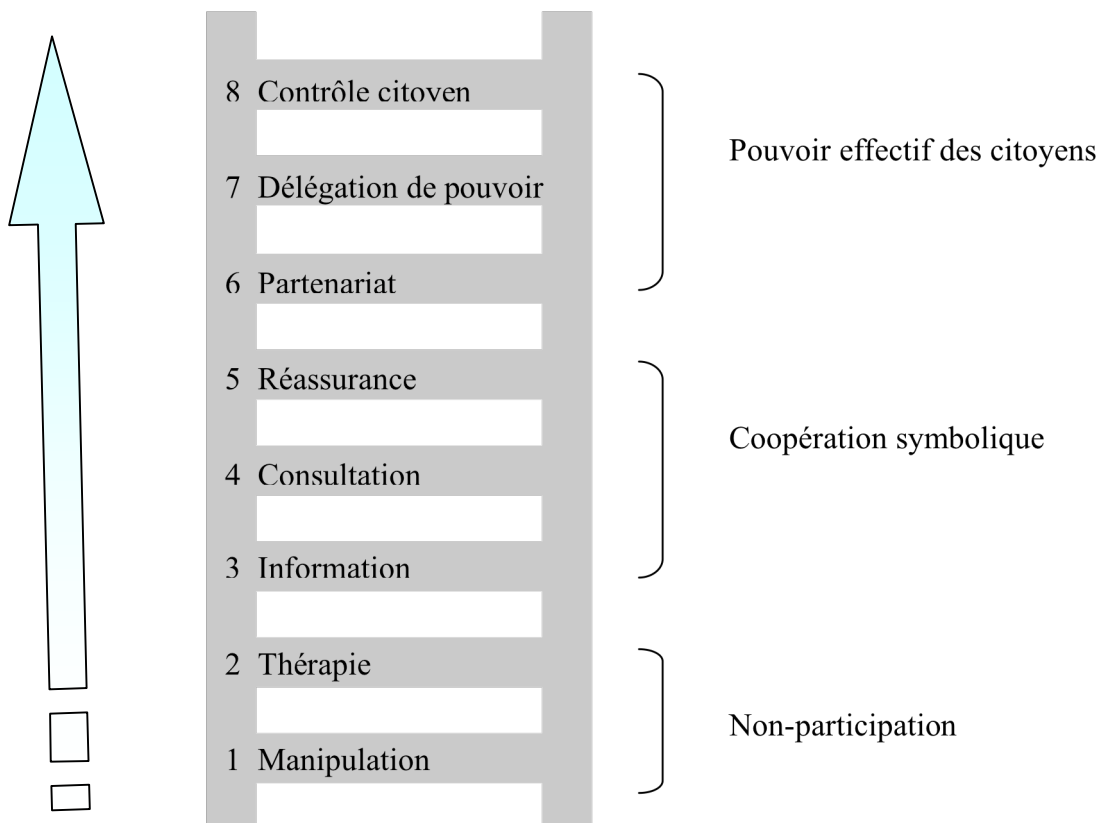 8 Contrôle citoyen
Pouvoir effectif des citoyens
7 Délégation de pouvoir
6 Partenariat
5 Réassurance
Coopération symbolique
4 Consultation
3 Information
2 Thérapie
Non-participation
1 Manipulation